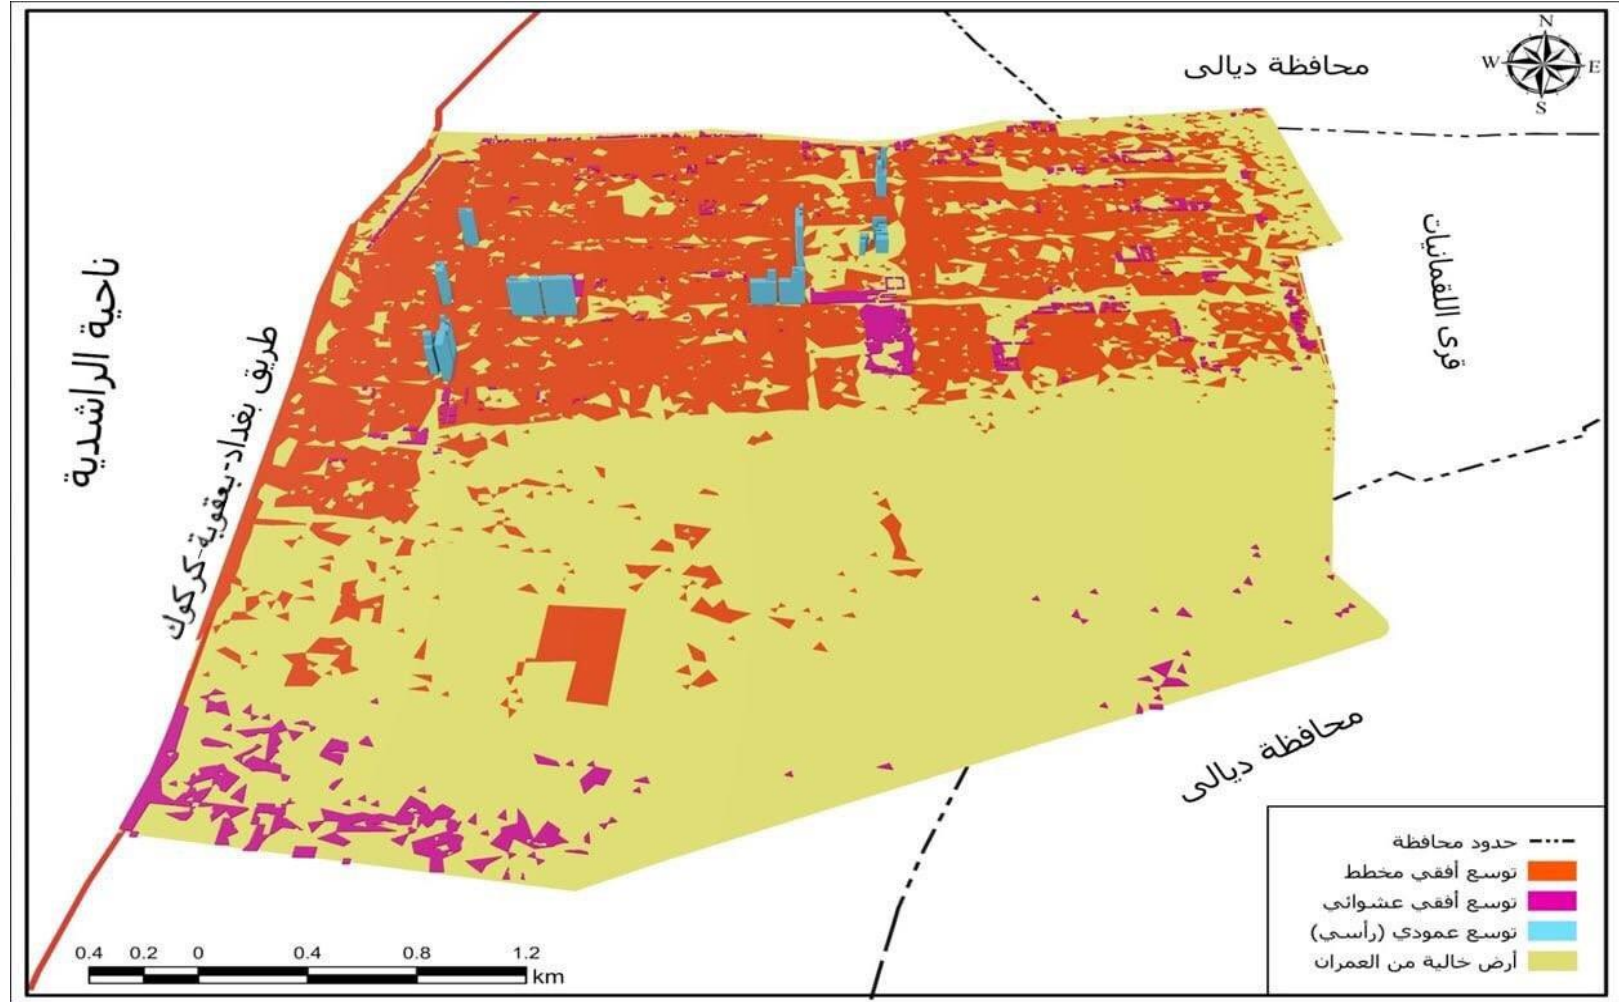 N
W
E
S
محافظة ديالى
قرى اللقمانيات
ناحية الراشدية
طريق بغداد-بعقوبة-كركوك
محافظة ديالى
حدود محافظة
توسع أفقي مخطط
توسع أفقي عشوائي
توسع عمودي (رأسي)
أرض خالية من العمران
0.4 0.2 0 0.4 0.8 1.2
km